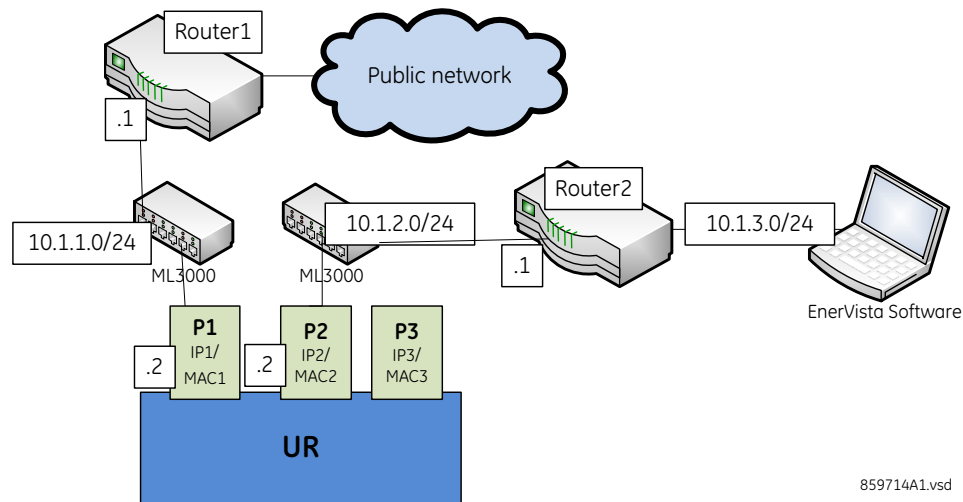 Router1
Public network
.1
Router2
10.1.1.0/24
10.1.2.0/24
10.1.3.0/24
.1
ML3000
ML3000
EnerVista Software
P1
IP1/
MAC1
P2
IP2/
MAC2
P3
IP3/
MAC3
.2
.2
UR
859714A1.vsd